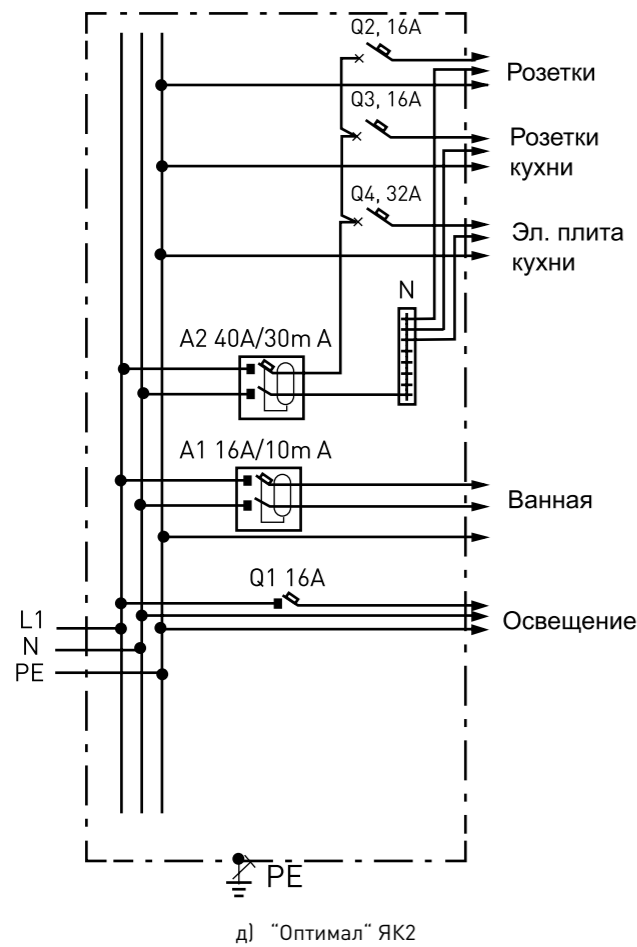 Q2, 16A
Розетки
Q3, 16A
Розетки
кухни
Q4, 32A
Эл. плита
кухни
N
A2 40A/30m A
A1 16A/10m A
Ванная
Q1 16A
Освещение
L1
N
PE
PE
д) "Оптимал" ЯК2